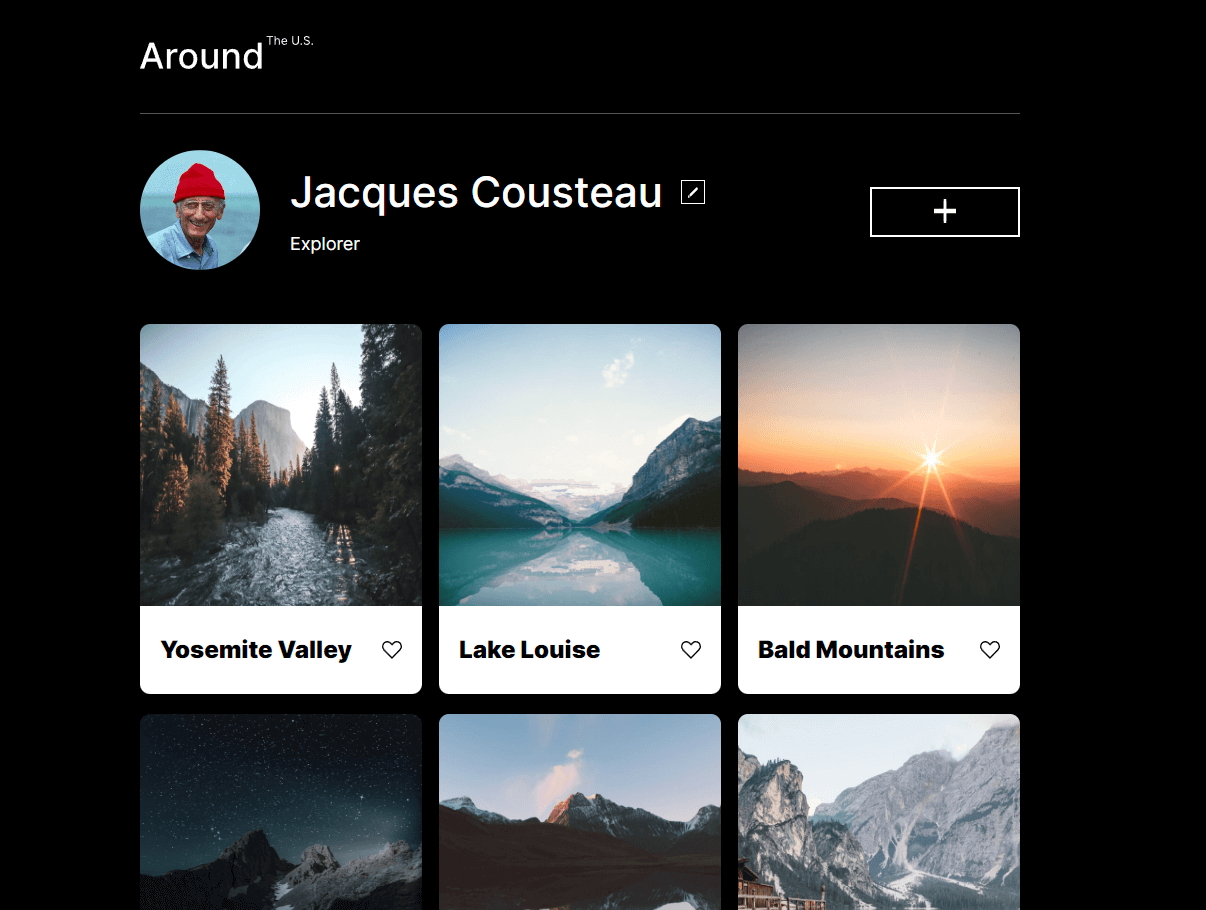 Around The U.S.
Jacques Cousteau
Explorer
Yosemite Valley
Lake Louise
Bald Mountains